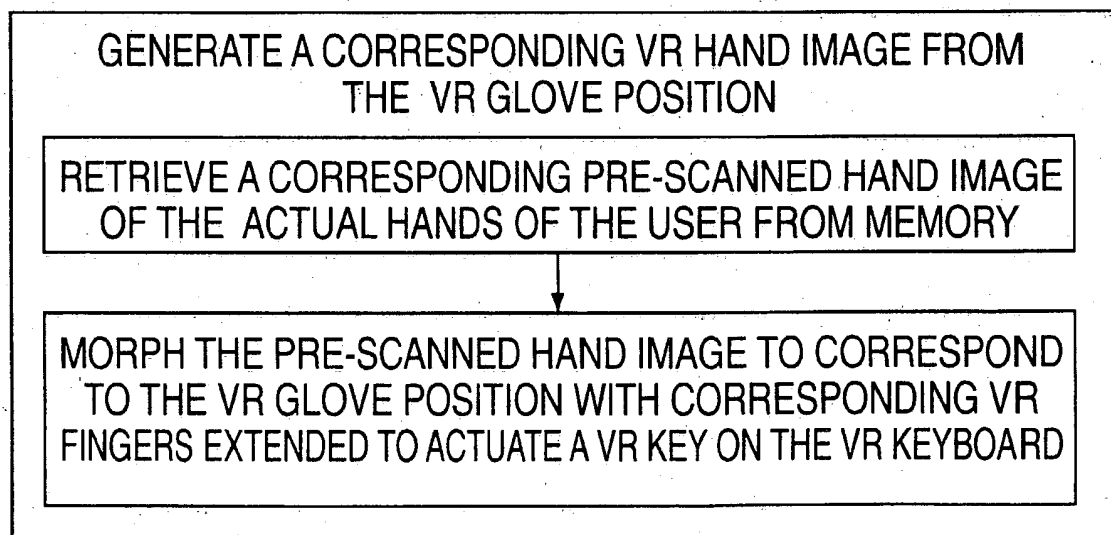 GENERATE A CORRESPONDING VR HAND IMAGE FROM
THE VR GLOVE POSITION
RETRIEVE A CORRESPONDING PRE-SCANNED HAND IMAGE
OF THE ACTUAL HANDS OF THE USER FROM MEMORY
MORPH THE PRE-SCANNED HAND IMAGE TO CORRESPOND
TO THE VR GLOVE POSITION WITH CORRESPONDING VR
FINGERS EXTENDED TO ACTUATE A VR KEY ON THE VR KEYBOARD